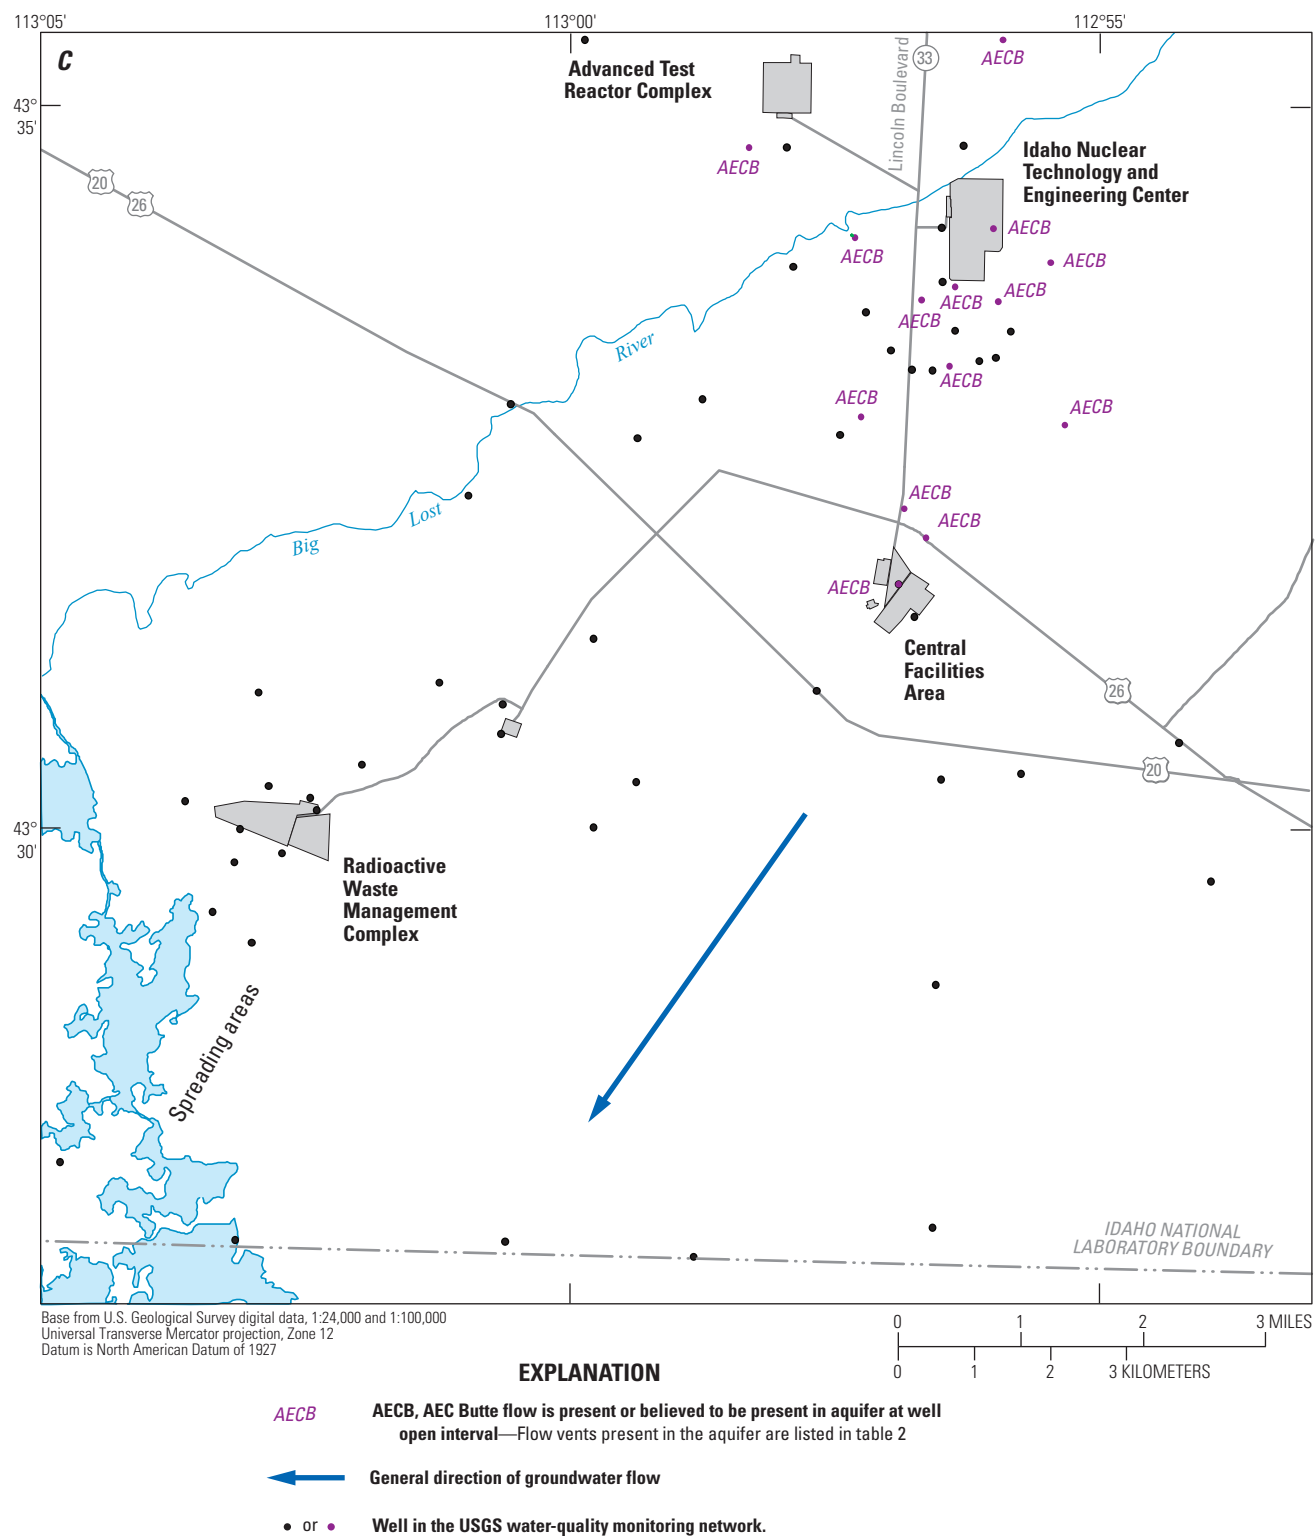 113°05'
113°00'
112°55'
C
43°
35'
Advanced Test
Reactor Complex
Lincoln Boulevard
33
AECB
AECB
Idaho Nuclear
Technology and
Engineering Center
20
26
AECB
AECB
AECB
AECB
AECB
AECB
River
AECB
AECB
AECB
Lost
Big
AECB
AECB
AECB
Central
Facilities
Area
26
20
43°
30'
Radioactive
Waste
Management
Complex
Spreading areas
IDAHO NATIONAL
LABORATORY BOUNDARY
Base from U.S. Geological Survey digital data, 1:24,000 and 1:100,000
Universal Transverse Mercator projection, Zone 12
Datum is North American Datum of 1927
0 1 2 3 MILES
0 1 2 3 KILOMETERS
EXPLANATION
AECB AECB, AEC Butte flow is present or believed to be present in aquifer at well
open interval—Flow vents present in the aquifer are listed in table 2
General direction of groundwater flow
or Well in the USGS water-quality monitoring network.